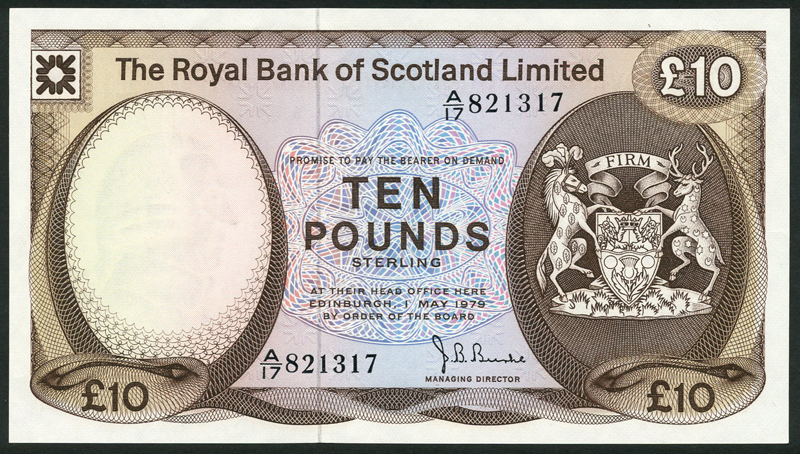 The Royal Bank of Scotland Limited
£10
A/17 821317
PROMISE TO PAY THE BEARER ON DEMAND
FIRM
TEN
POUNDS
STERLING
AT THEIR HEAD OFFICE HERE
EDINBURGH, 1 MAY 1979
BY ORDER OF THE BOARD
A/17 821317
J. B. Burke
MANAGING DIRECTOR
£10
£10